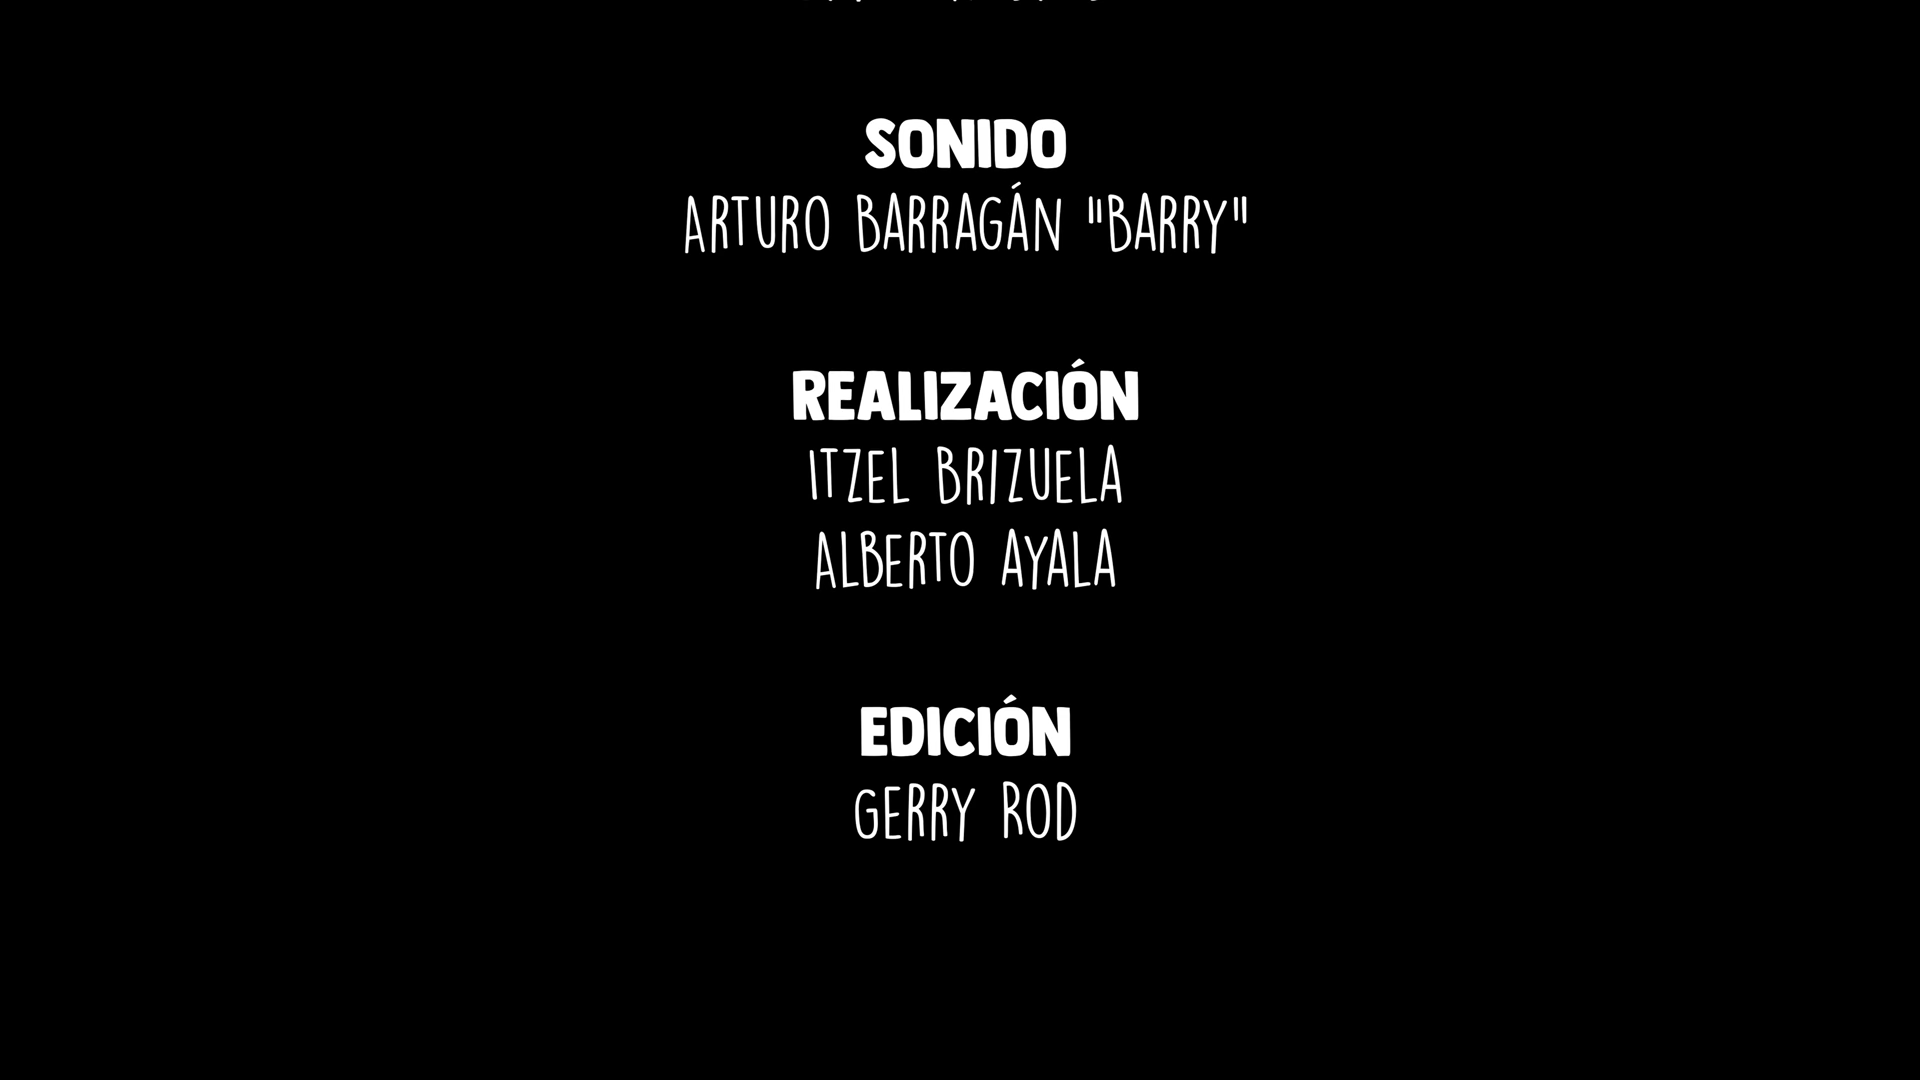 SONIDO
ARTURO BARRAGÁN "BARRY"
REALIZACIÓN
ITZEL BRIZUELA
ALBERTO AYALA
EDICIÓN
GERRY ROD